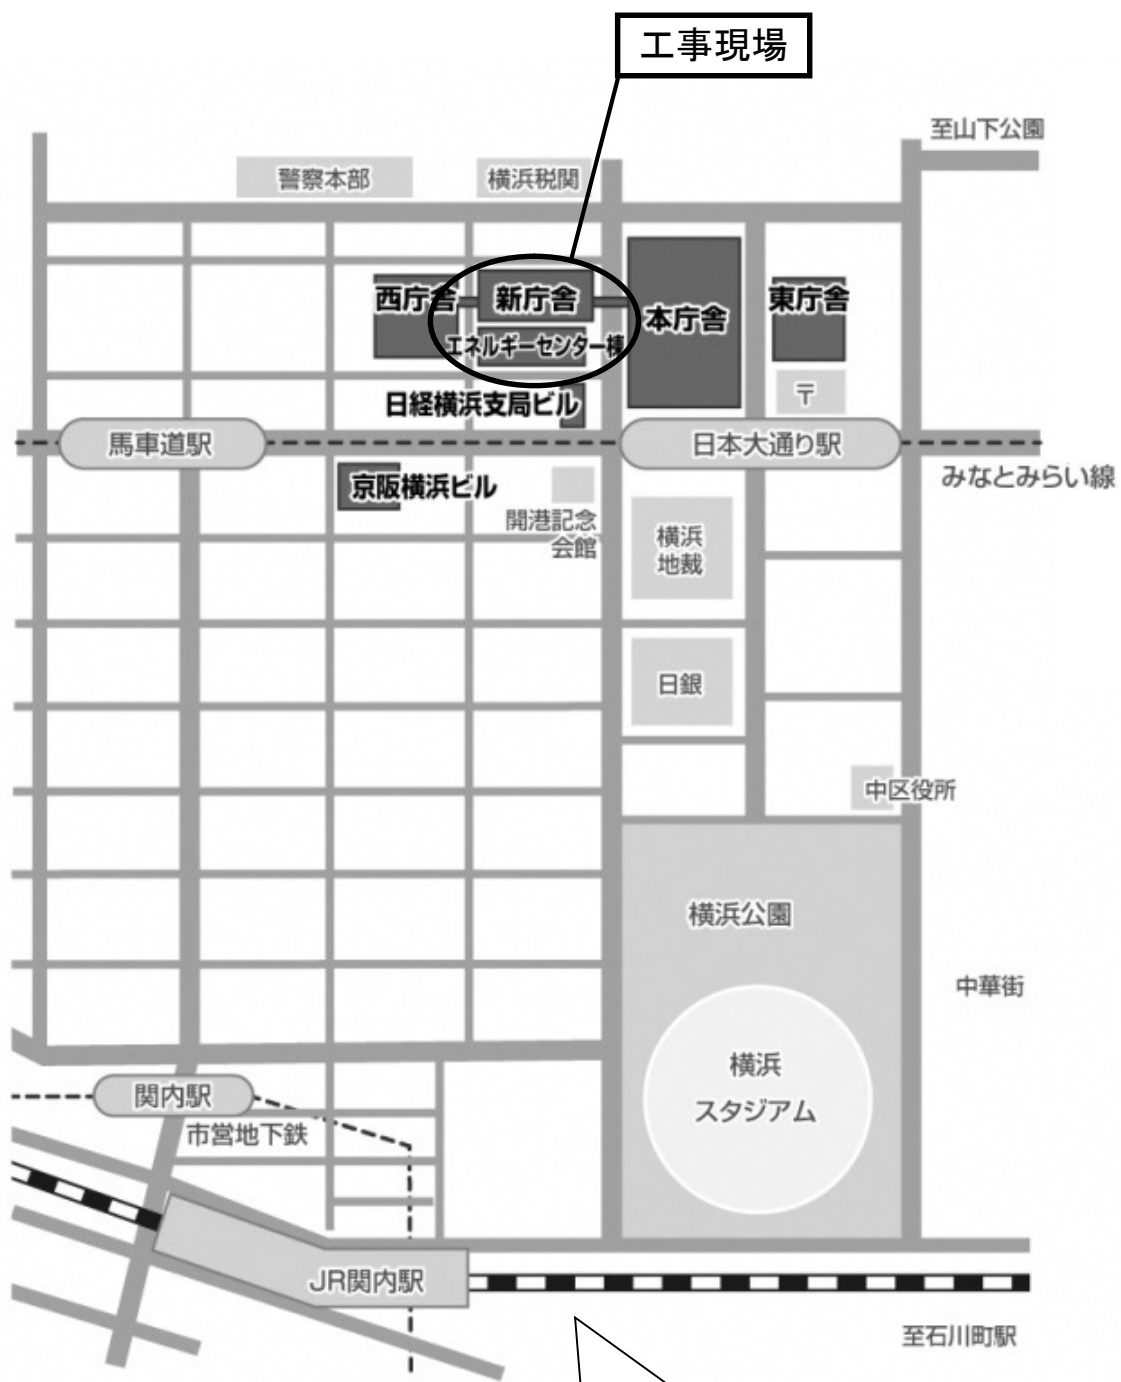 工事現場
至山下公園
警察本部
横浜税関
西庁舎
新庁舎
本庁舎
東庁舎
エネルギーセンター棟
〒
日経横浜支局ビル
馬車道駅
日本大通り駅
みなとみらい線
京阪横浜ビル
開港記念
会館
横浜
地裁
日銀
中区役所
横浜公園
中華街
横浜
スタジアム
関内駅
市営地下鉄
JR関内駅
至石川町駅